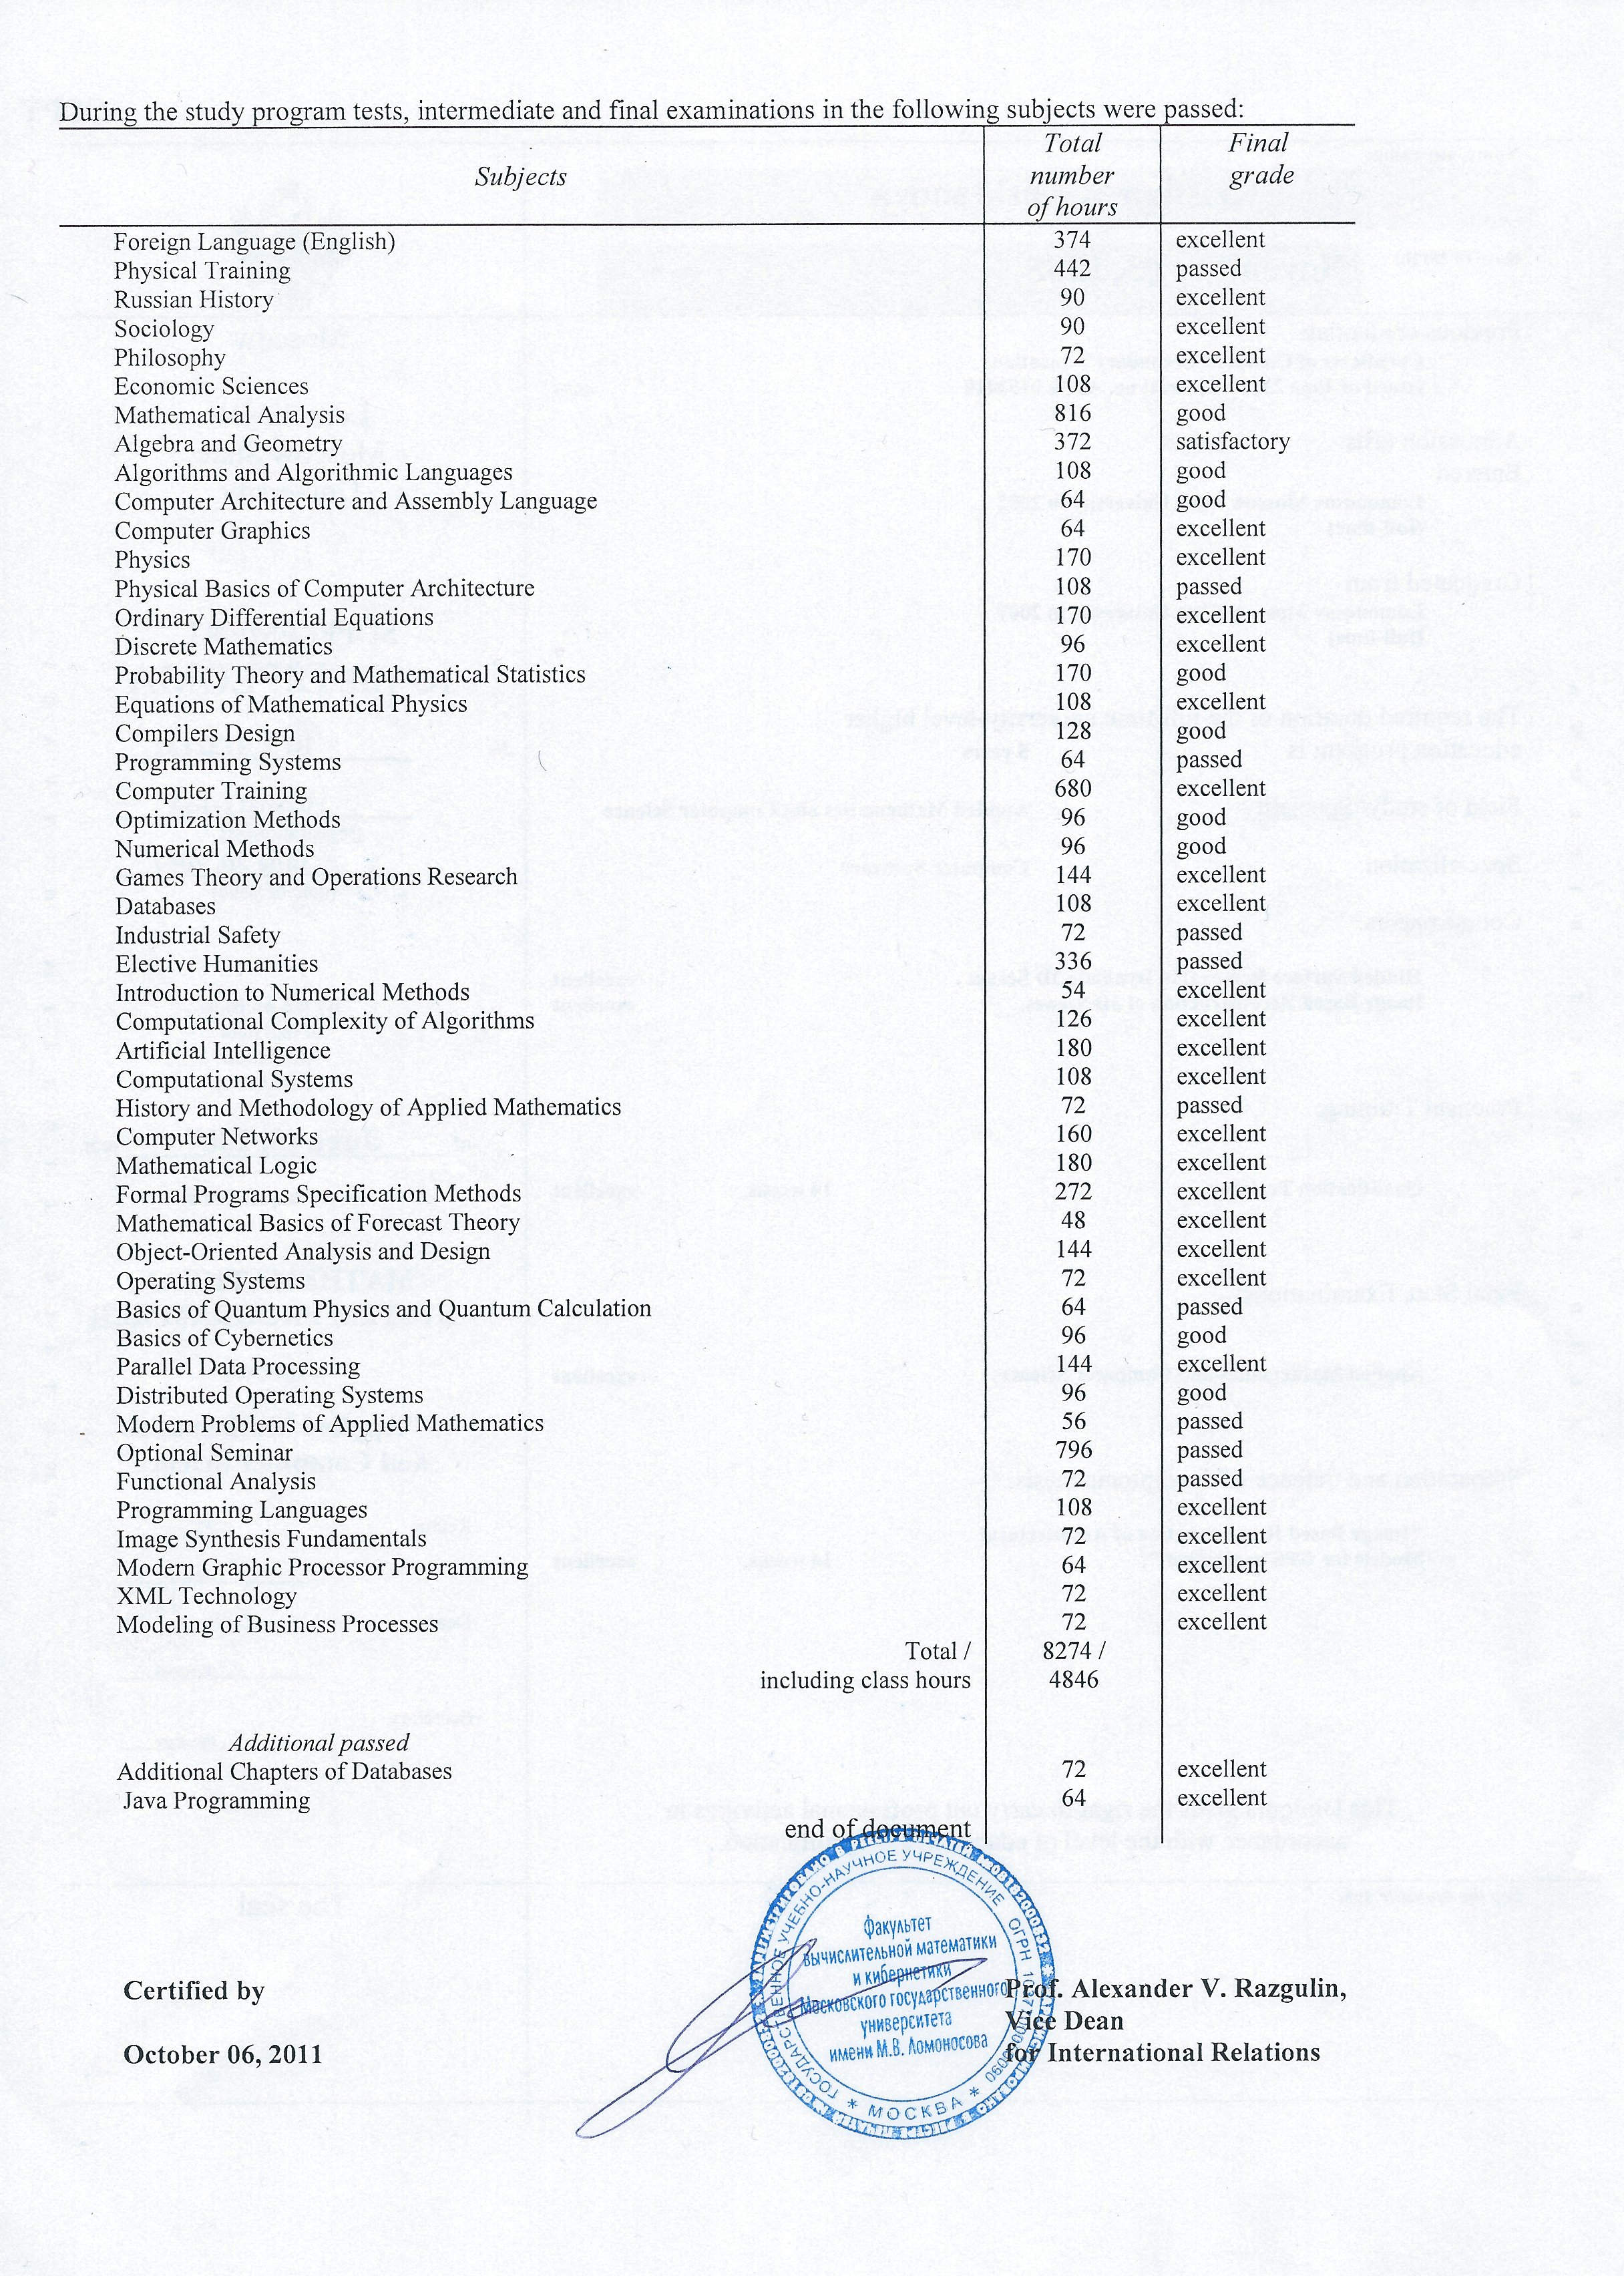 During the study program tests, intermediate and final examinations in the following subjects were passed:
Subjects Total number of hours Final grade
Foreign Language (English) 374 excellent
Physical Training 442 passed
Russian History 90 excellent
Sociology 90 excellent
Philosophy 72 excellent
Economic Sciences 108 excellent
Mathematical Analysis 816 good
Algebra and Geometry 372 satisfactory
Algorithms and Algorithmic Languages 108 good
Computer Architecture and Assembly Language 64 good
Computer Graphics 64 excellent
Physics 170 excellent
Physical Basics of Computer Architecture 108 passed
Ordinary Differential Equations 170 excellent
Discrete Mathematics 96 excellent
Probability Theory and Mathematical Statistics 170 good
Equations of Mathematical Physics 108 excellent
Compilers Design 128 good
Programming Systems 64 passed
Computer Training 680 excellent
Optimization Methods 96 good
Numerical Methods 96 good
Games Theory and Operations Research 144 excellent
Databases 108 excellent
Industrial Safety 72 passed
Elective Humanities 336 passed
Introduction to Numerical Methods 54 excellent
Computational Complexity of Algorithms 126 excellent
Artificial Intelligence 180 excellent
Computational Systems 108 excellent
History and Methodology of Applied Mathematics 72 passed
Computer Networks 160 excellent
Mathematical Logic 180 excellent
Formal Programs Specification Methods 272 excellent
Mathematical Basics of Forecast Theory 48 excellent
Object-Oriented Analysis and Design 144 excellent
Operating Systems 72 excellent
Basics of Quantum Physics and Quantum Calculation 64 passed
Basics of Cybernetics 96 good
Parallel Data Processing 144 excellent
Distributed Operating Systems 96 good
Modern Problems of Applied Mathematics 56 passed
Optional Seminar 796 passed
Functional Analysis 72 passed
Programming Languages 108 excellent
Image Synthesis Fundamentals 72 excellent
Modern Graphic Processor Programming 64 excellent
XML Technology 72 excellent
Modeling of Business Processes 72 excellent
Total / 8274 /
including class hours 4846
Additional passed
Additional Chapters of Databases 72 excellent
Java Programming 64 excellent
end of document
ГОСУДАРСТВЕННОЕ УЧЕБНО-НАУЧНОЕ УЧРЕЖДЕНИЕ ОГРН
* МОСКВА *
факультет
вычислительной математики
и кибернетики
Московского государственного
университета
имени М.В. Ломоносова
Certified by
October 06, 2011
Prof. Alexander V. Razgulin,
Vice Dean
for International Relations